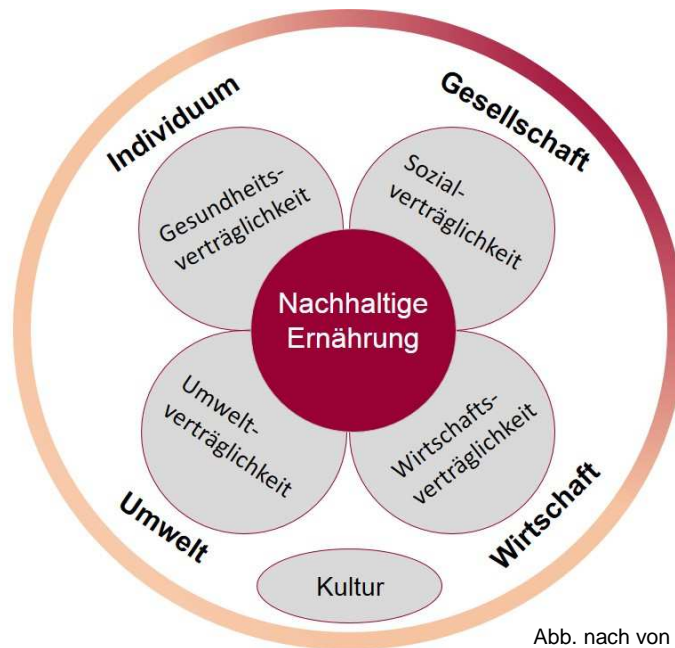 Individuum
Gesellschaft
Gesundheits-
verträglichkeit
Sozial-
verträglichkeit
Nachhaltige
Ernährung
Umwelt-
verträglichkeit
Wirtschafts-
verträglichkeit
Umwelt
Wirtschaft
Kultur
Abb. nach von